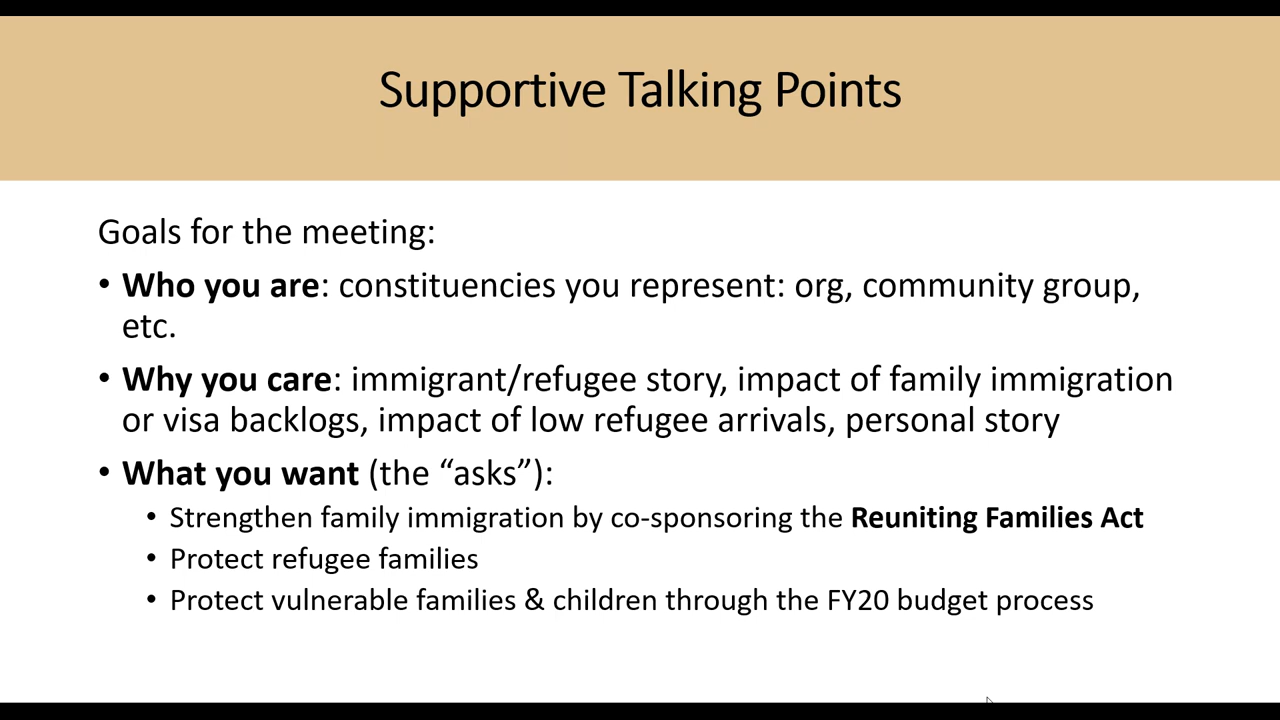 Supportive Talking Points
Goals for the meeting:
• Who you are: constituencies you represent: org, community group,
etc.
• Why you care: immigrant/refugee story, impact of family immigration
or visa backlogs, impact of low refugee arrivals, personal story
• What you want (the “asks”):
• Strengthen family immigration by co-sponsoring the Reuniting Families Act
• Protect refugee families
• Protect vulnerable families & children through the FY20 budget process